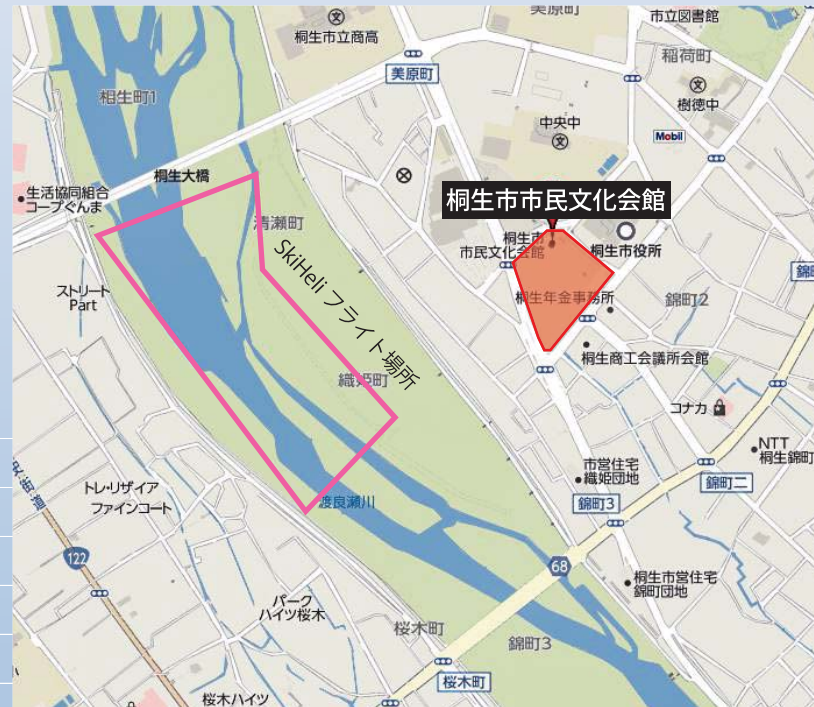 美原町
市立図書館
桐生市立商高
稲荷町
美原町
相生町1
樹徳中
中央中
Mobil
桐生大橋
生活協同組合
コープぐんま
桐生市市民文化会館
清瀬町
桐生市
市民文化会館
桐生市役所
SkiHeli フライト場所
ストリート
Part
桐生年金事務所
錦町2
織姫町
桐生商工会議所会館
コナカ
NTT
桐生錦町
市営住宅
織姫団地
錦町二
トレ・リザイア
ファインコート
渡良瀬川
錦町3
122
68
桐生市営住宅
錦町団地
パーク
ハイツ桜木
桜木町
錦町3
桜木町
桜木ハイツ